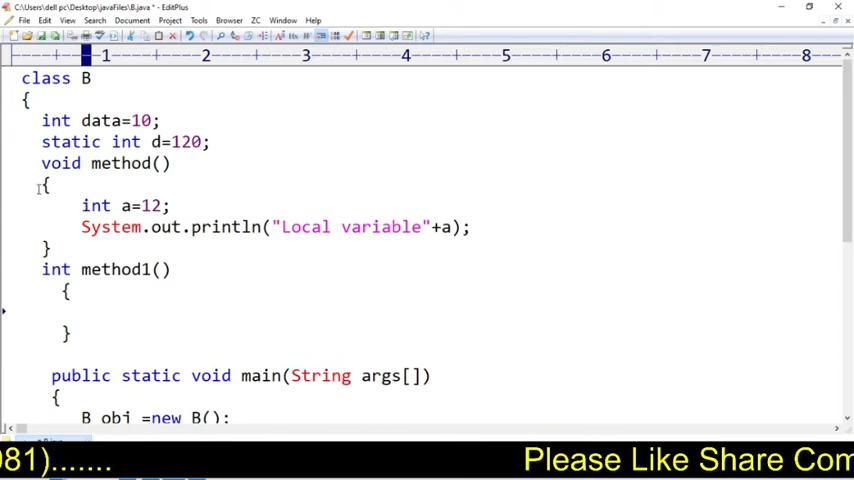 C:\Users\dell pc\Desktop\javaFiles\B.java * - EditPlus
File Edit View Search Document Project Tools Browser ZC Window Help
1 2 3 4 5 6 7 8
class B
{
int data=10;
static int d=120;
void method()
{
int a=12;
System.out.println("Local variable"+a);
}
int method1()
{
}
public static void main(String args[])
{
B obj =new B();
081)....... Please Like Share Com